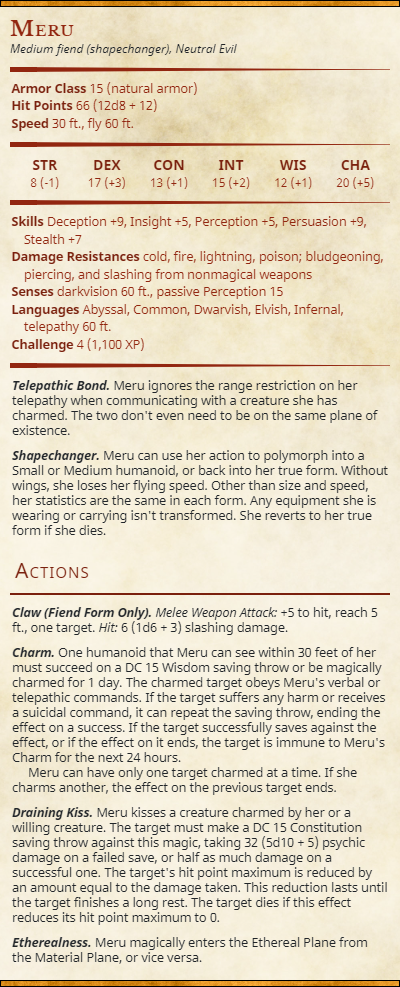 Meru
Medium fiend (shapechanger), Neutral Evil
Armor Class 15 (natural armor)
Hit Points 66 (12d8 + 12)
Speed 30 ft., fly 60 ft.
STR DEX CON INT WIS CHA
8 (-1) 17 (+3) 13 (+1) 15 (+2) 12 (+1) 20 (+5)
Skills Deception +9, Insight +5, Perception +5, Persuasion +9,
Stealth +7
Damage Resistances cold, fire, lightning, poison; bludgeoning,
piercing, and slashing from nonmagical weapons
Senses darkvision 60 ft., passive Perception 15
Languages Abyssal, Common, Dwarvish, Elvish, Infernal,
telepathy 60 ft.
Challenge 4 (1,100 XP)
Telepathic Bond. Meru ignores the range restriction on her
telepathy when communicating with a creature she has
charmed. The two don't even need to be on the same plane of
existence.
Shapechanger. Meru can use her action to polymorph into a
Small or Medium humanoid, or back into her true form. Without
wings, she loses her flying speed. Other than size and speed,
her statistics are the same in each form. Any equipment she is
wearing or carrying isn't transformed. She reverts to her true
form if she dies.
Actions
Claw (Fiend Form Only). Melee Weapon Attack: +5 to hit, reach 5
ft., one target. Hit: 6 (1d6 + 3) slashing damage.
Charm. One humanoid that Meru can see within 30 feet of her
must succeed on a DC 15 Wisdom saving throw or be magically
charmed for 1 day. The charmed target obeys Meru's verbal or
telepathic commands. If the target suffers any harm or receives
a suicidal command, it can repeat the saving throw, ending the
effect on a success. If the target successfully saves against the
effect, or if the effect on it ends, the target is immune to Meru's
Charm for the next 24 hours.
Meru can have only one target charmed at a time. If she
charms another, the effect on the previous target ends.
Draining Kiss. Meru kisses a creature charmed by her or a
willing creature. The target must make a DC 15 Constitution
saving throw against this magic, taking 32 (5d10 + 5) psychic
damage on a failed save, or half as much damage on a
successful one. The target's hit point maximum is reduced by
an amount equal to the damage taken. This reduction lasts until
the target finishes a long rest. The target dies if this effect
reduces its hit point maximum to 0.
Etherealness. Meru magically enters the Ethereal Plane from
the Material Plane, or vice versa.